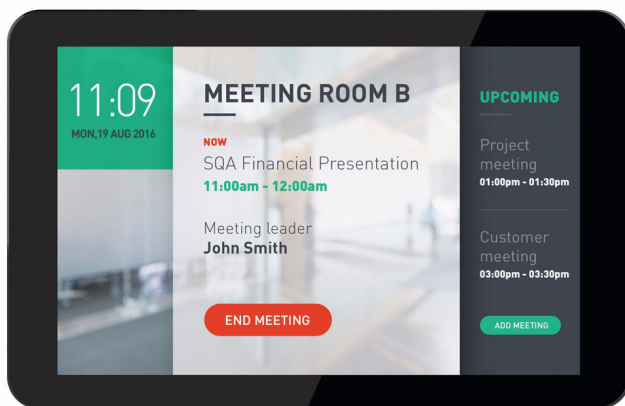 11:09
MON,19 AUG 2016
MEETING ROOM B
NOW
SQA Financial Presentation
11:00am - 12:00am
Meeting leader
John Smith
END MEETING
UPCOMING
Project
meeting
01:00pm - 01:30pm
Customer
meeting
03:00pm - 03:30pm
ADD MEETING